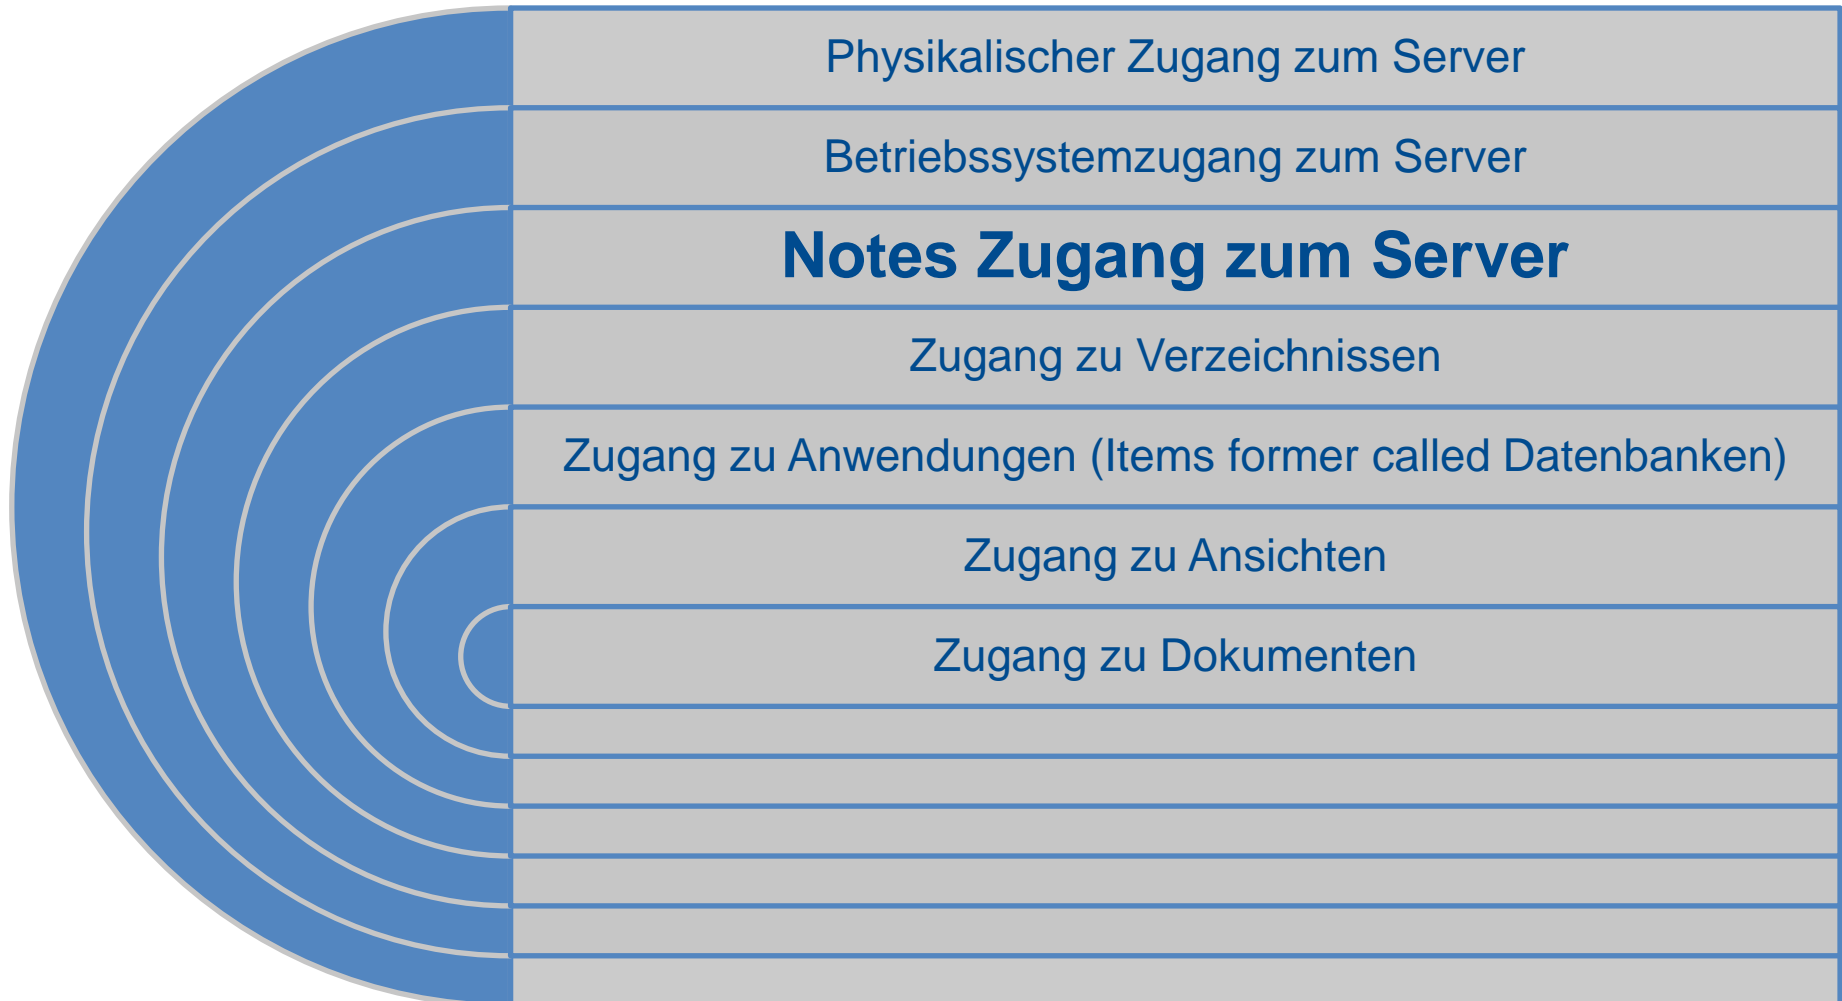 Physikalischer Zugang zum Server
Betriebssystemzugang zum Server
Notes Zugang zum Server
Zugang zu Verzeichnissen
Zugang zu Anwendungen (Items former called Datenbanken)
Zugang zu Ansichten
Zugang zu Dokumenten